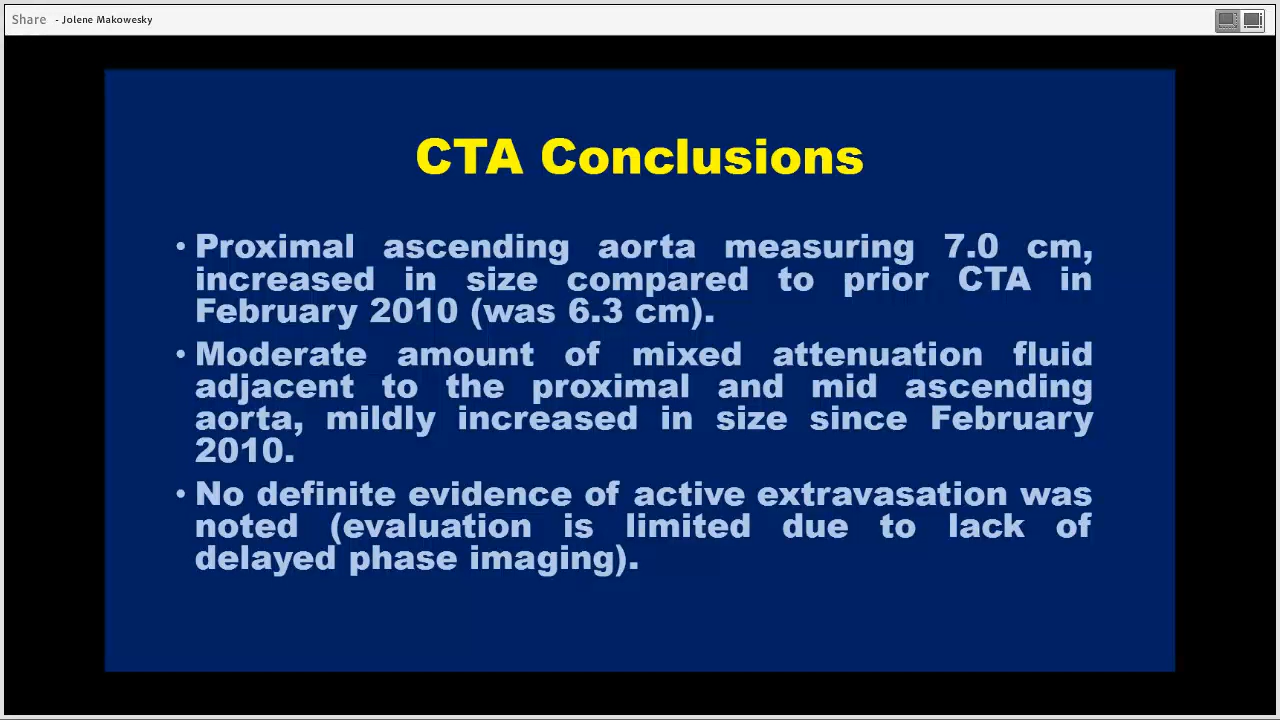 Share - Jolene Makowesky
CTA Conclusions
• Proximal ascending aorta measuring 7.0 cm,
increased in size compared to prior CTA in
February 2010 (was 6.3 cm).
• Moderate amount of mixed attenuation fluid
adjacent to the proximal and mid ascending
aorta, mildly increased in size since February
2010.
• No definite evidence of active extravasation was
noted (evaluation is limited due to lack of
delayed phase imaging).